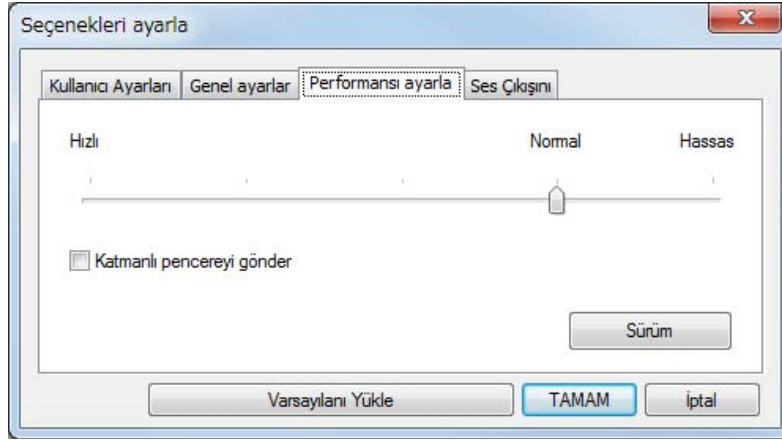 Seçenekleri ayarla
Kullanıcı Ayarları Genel ayarlar Performansı ayarla Ses Çıkışını
Hızlı Normal Hassas
Katmanlı pencereyi gönder
Sürüm
Varsayılanı Yükle TAMAM İptal